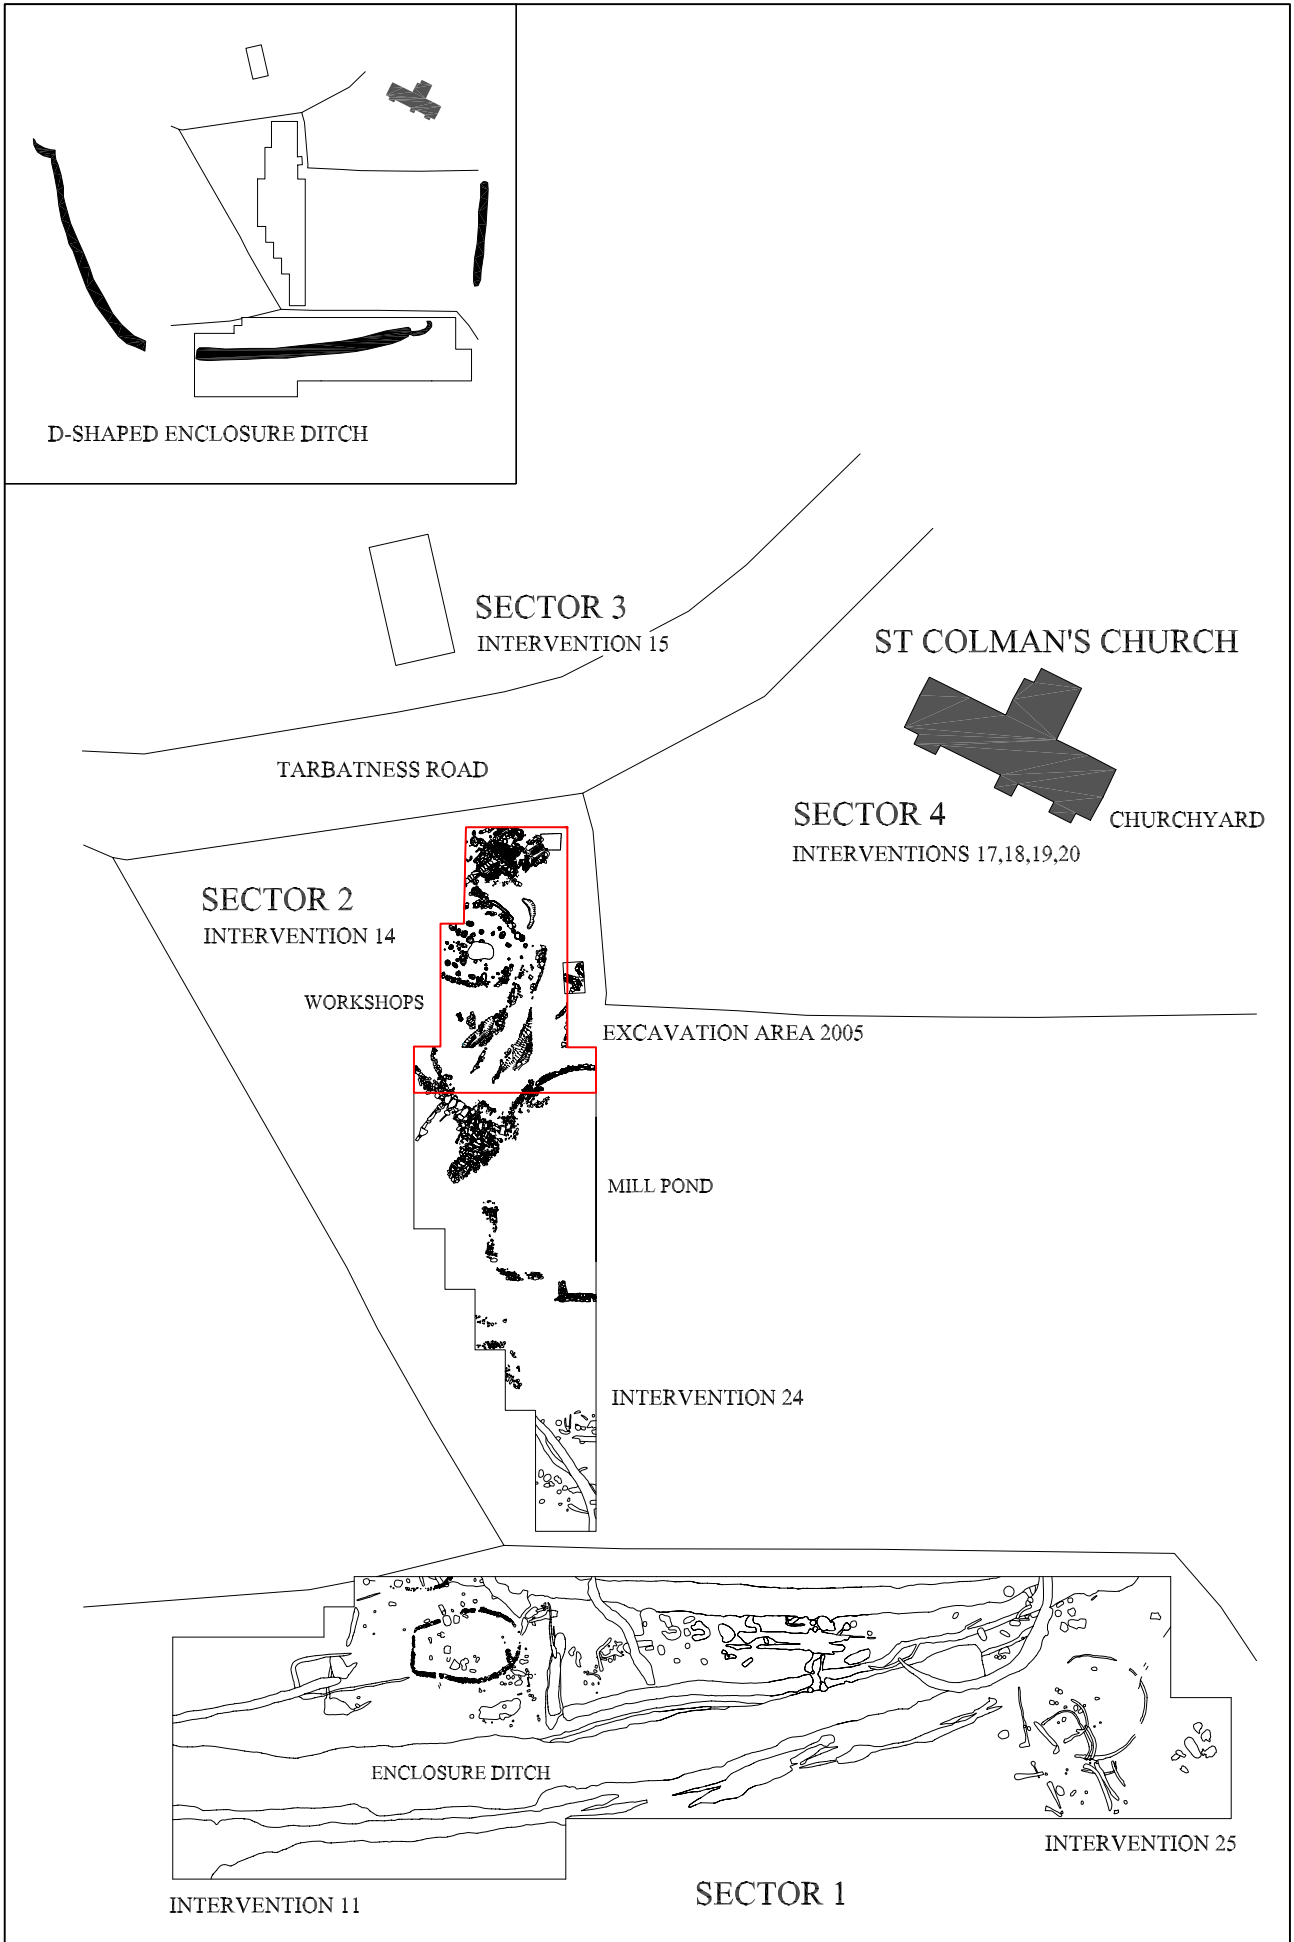 D-SHAPED ENCLOSURE DITCH
SECTOR 3
INTERVENTION 15
ST COLMAN'S CHURCH
TARBATNESS ROAD
SECTOR 4
CHURCHYARD
INTERVENTIONS 17,18,19,20
SECTOR 2
INTERVENTION 14
WORKSHOPS
EXCAVATION AREA 2005
MILL POND
INTERVENTION 24
ENCLOSURE DITCH
INTERVENTION 25
SECTOR 1
INTERVENTION 11